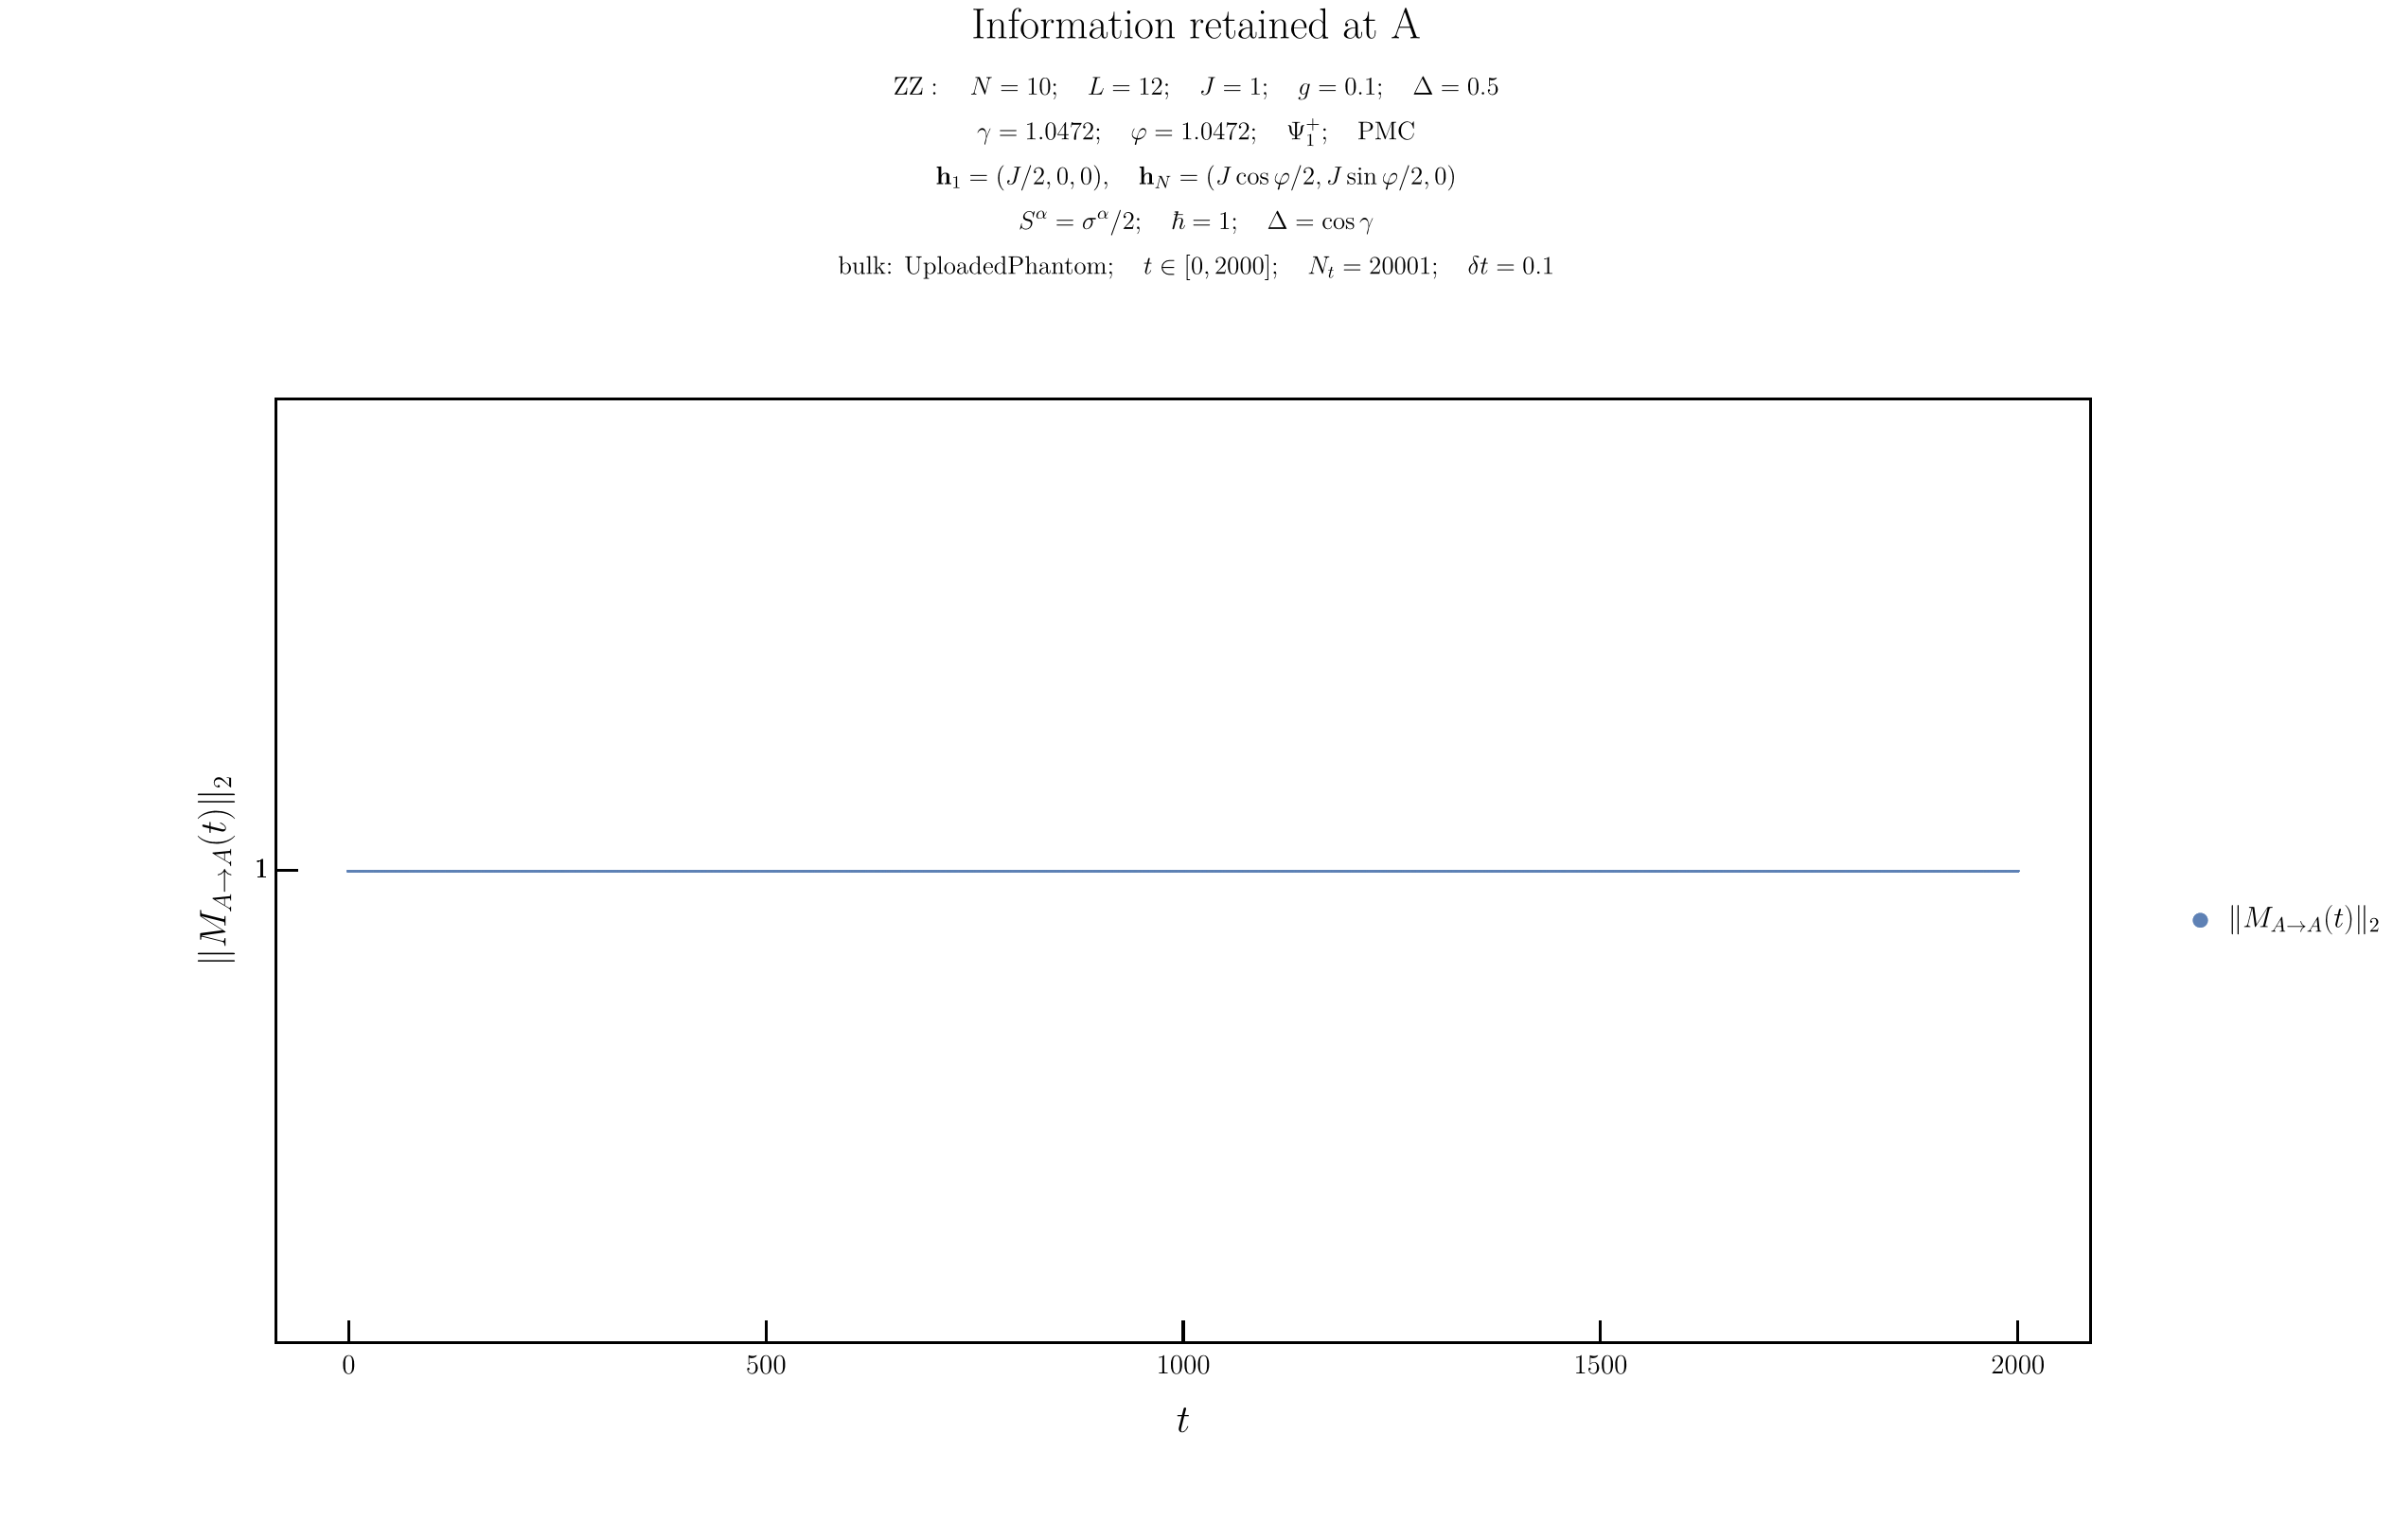 Information retained at A
ZZ : N = 10; L = 12; J = 1; g = 0.1; Δ = 0.5
γ = 1.0472; φ = 1.0472; Ψ₁⁺; PMC
𝐡₁ = (J/2, 0, 0), 𝐡_N = (J cos φ/2, J sin φ/2, 0)
S^α = σ^α/2; ℏ = 1; Δ = cos γ
bulk: UploadedPhantom; t ∈ [0, 2000]; N_t = 20001; δt = 0.1
‖M_{A→A}(t)‖₂
1
‖M_{A→A}(t)‖₂
0 500 1000 1500 2000
t